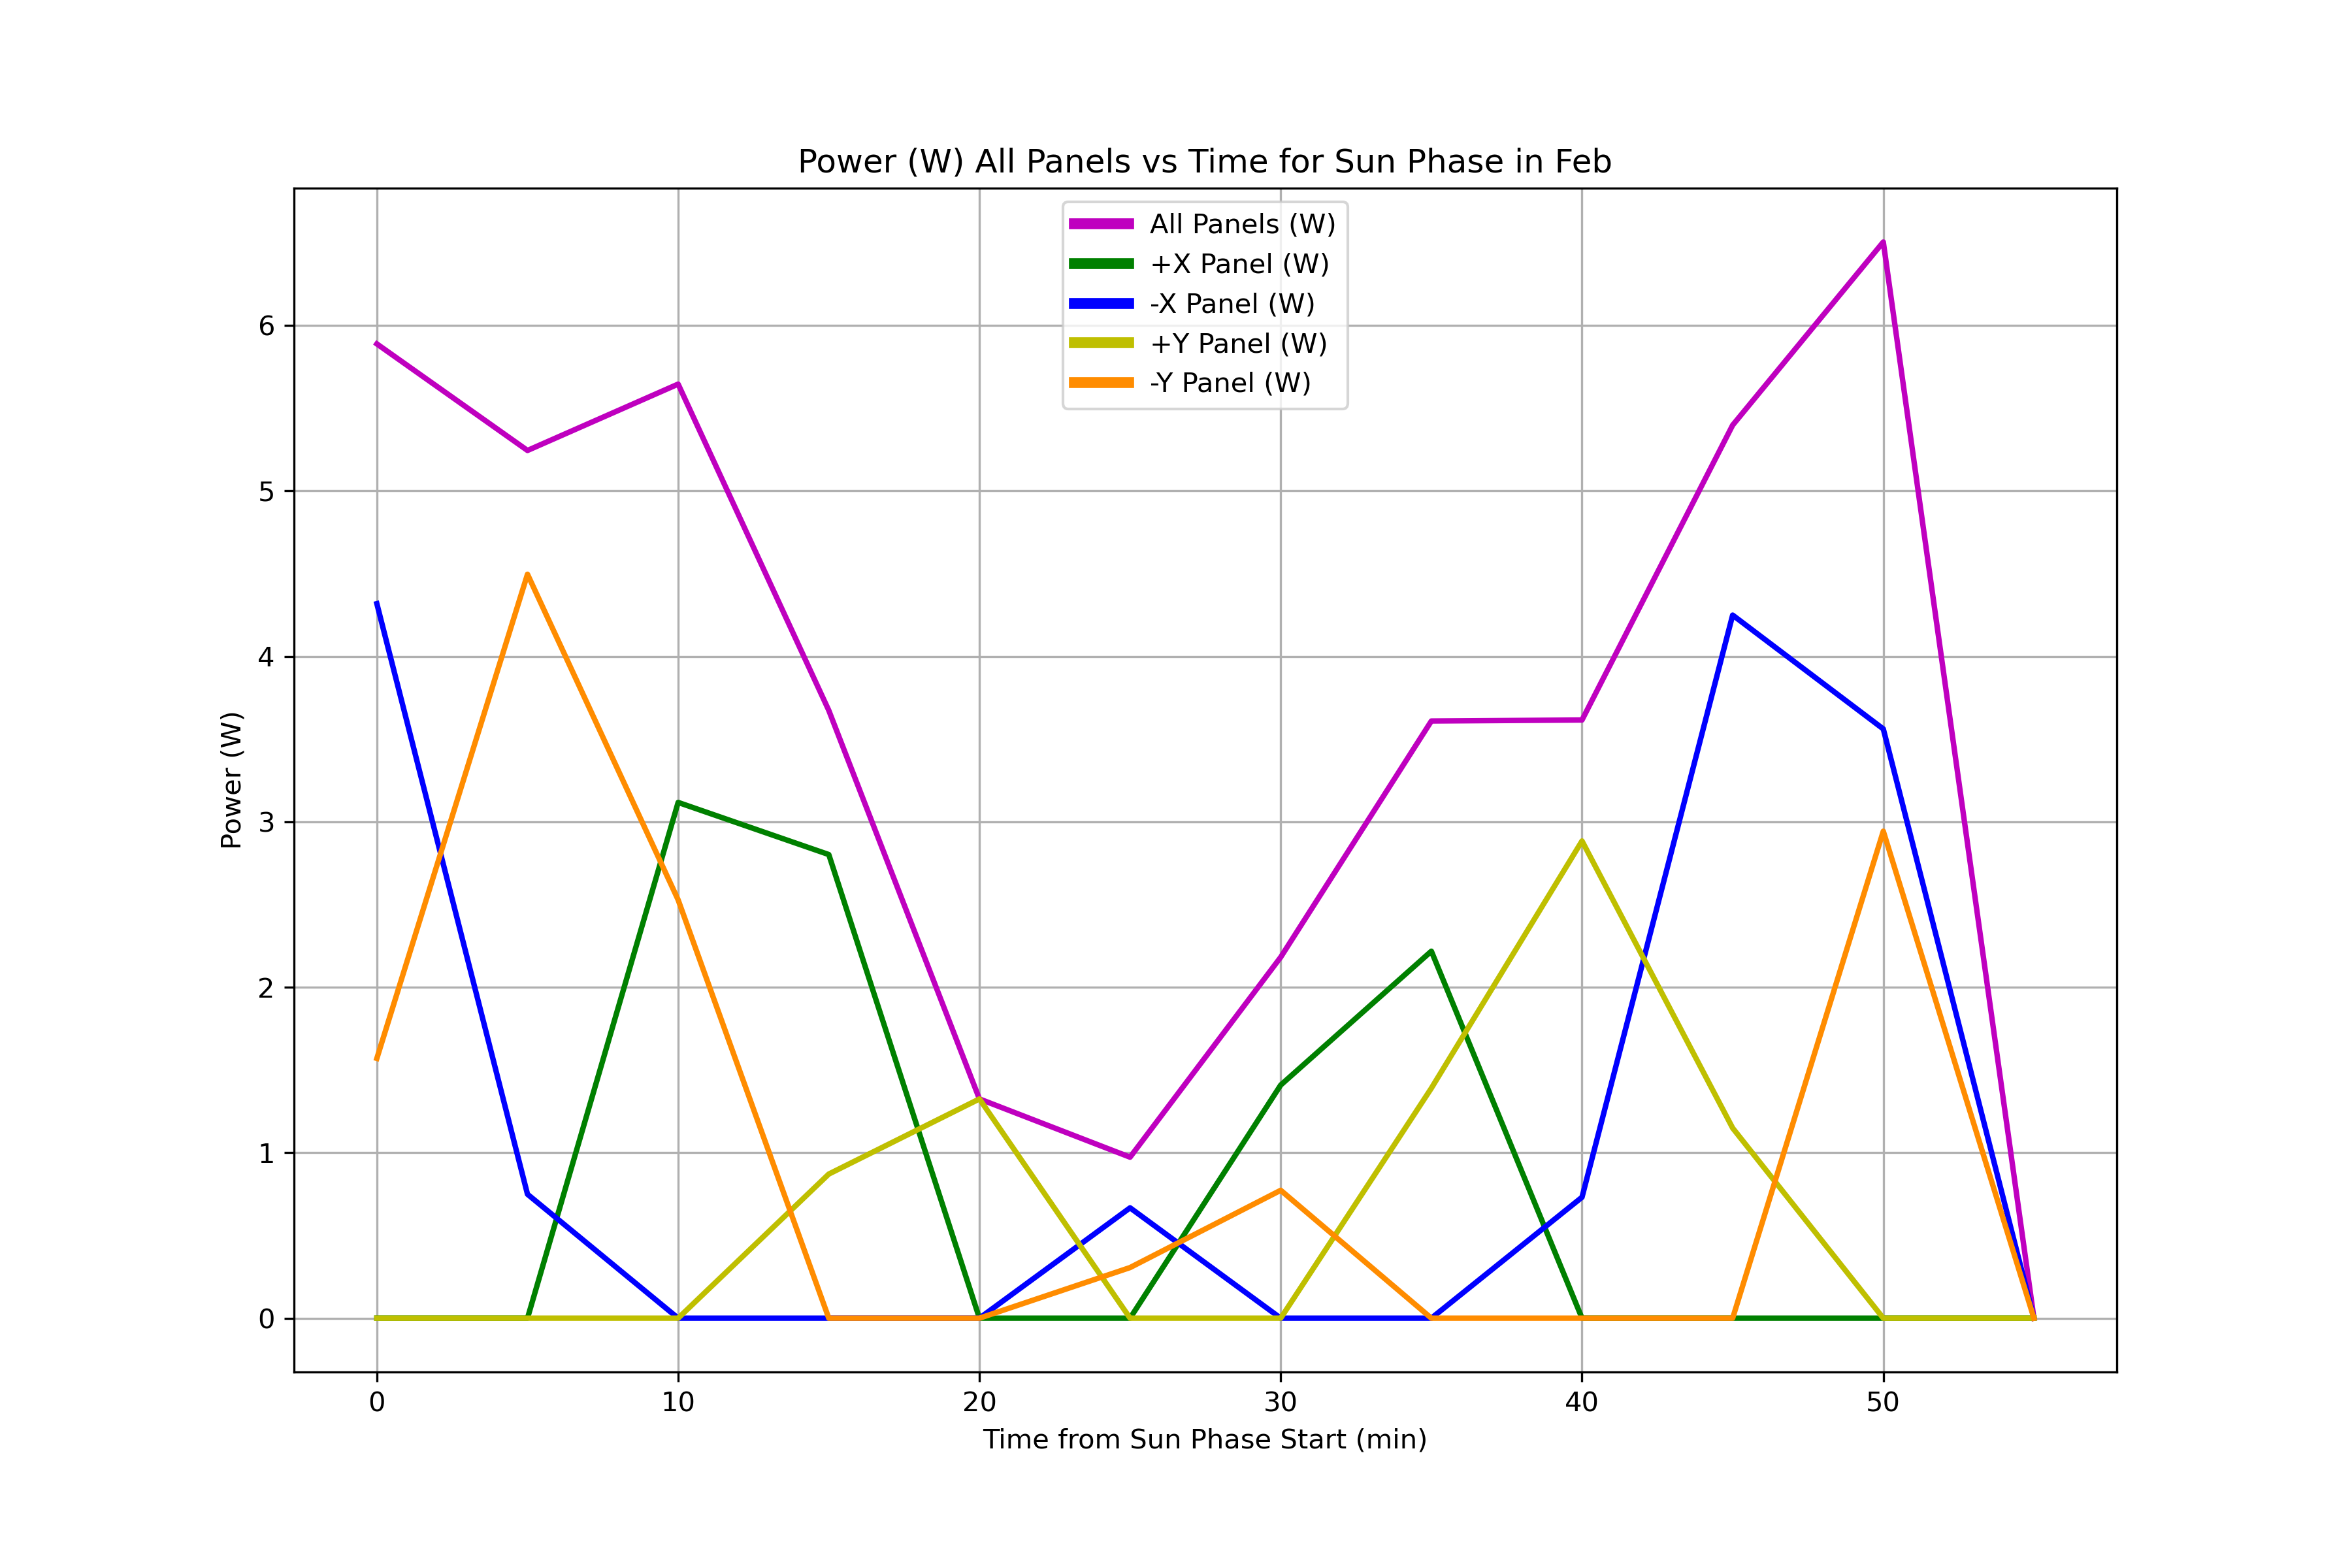 Power (W) All Panels vs Time for Sun Phase in Feb
All Panels (W)
+X Panel (W)
-X Panel (W)
+Y Panel (W)
-Y Panel (W)
Power (W)
6
5
4
3
2
1
0
0 10 20 30 40 50
Time from Sun Phase Start (min)